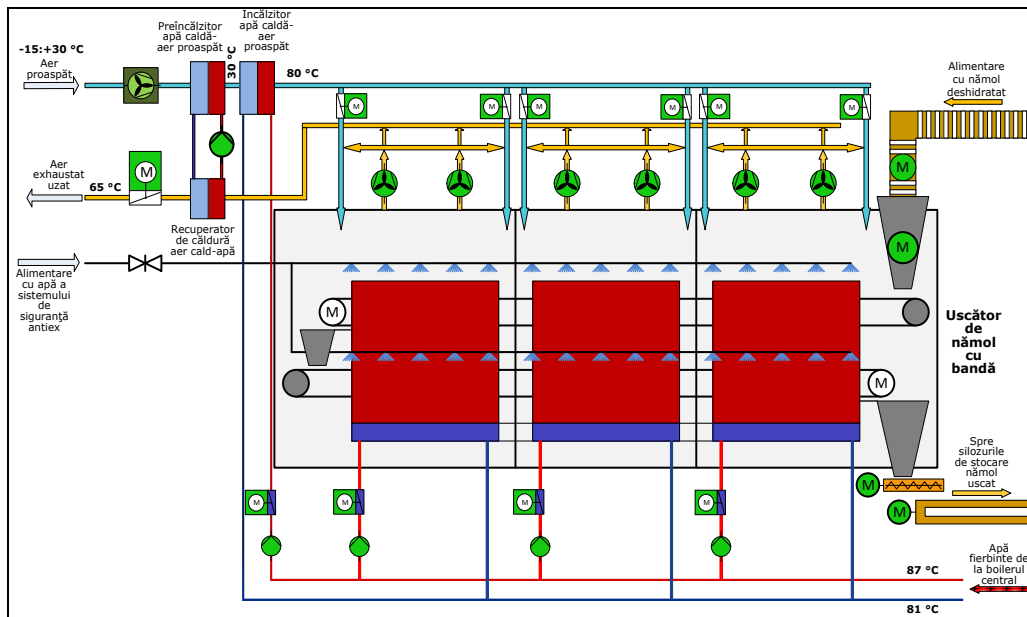 Preîncălzitor
apă caldă-
aer proaspăt
Incălzitor
apă caldă-
aer proaspăt
-15:+30 °C
Aer
proaspăt
30 °C
80 °C
Alimentare
cu nămol
deshidratat
M
M
M
M
M
M
M
M
M
Aer
exhaustat
uzat
65 °C
Recuperator
de căldură
aer cald-apă
Alimentare
cu apă a
sistemului
de
siguranţă
antiex
M
M
Uscător
de
nămol
cu
bandă
M
M
M
M
M
M
Spre
silozurile
de stocare
nămol
uscat
Apă
fierbinte de
la boilerul
central
87 °C
81 °C